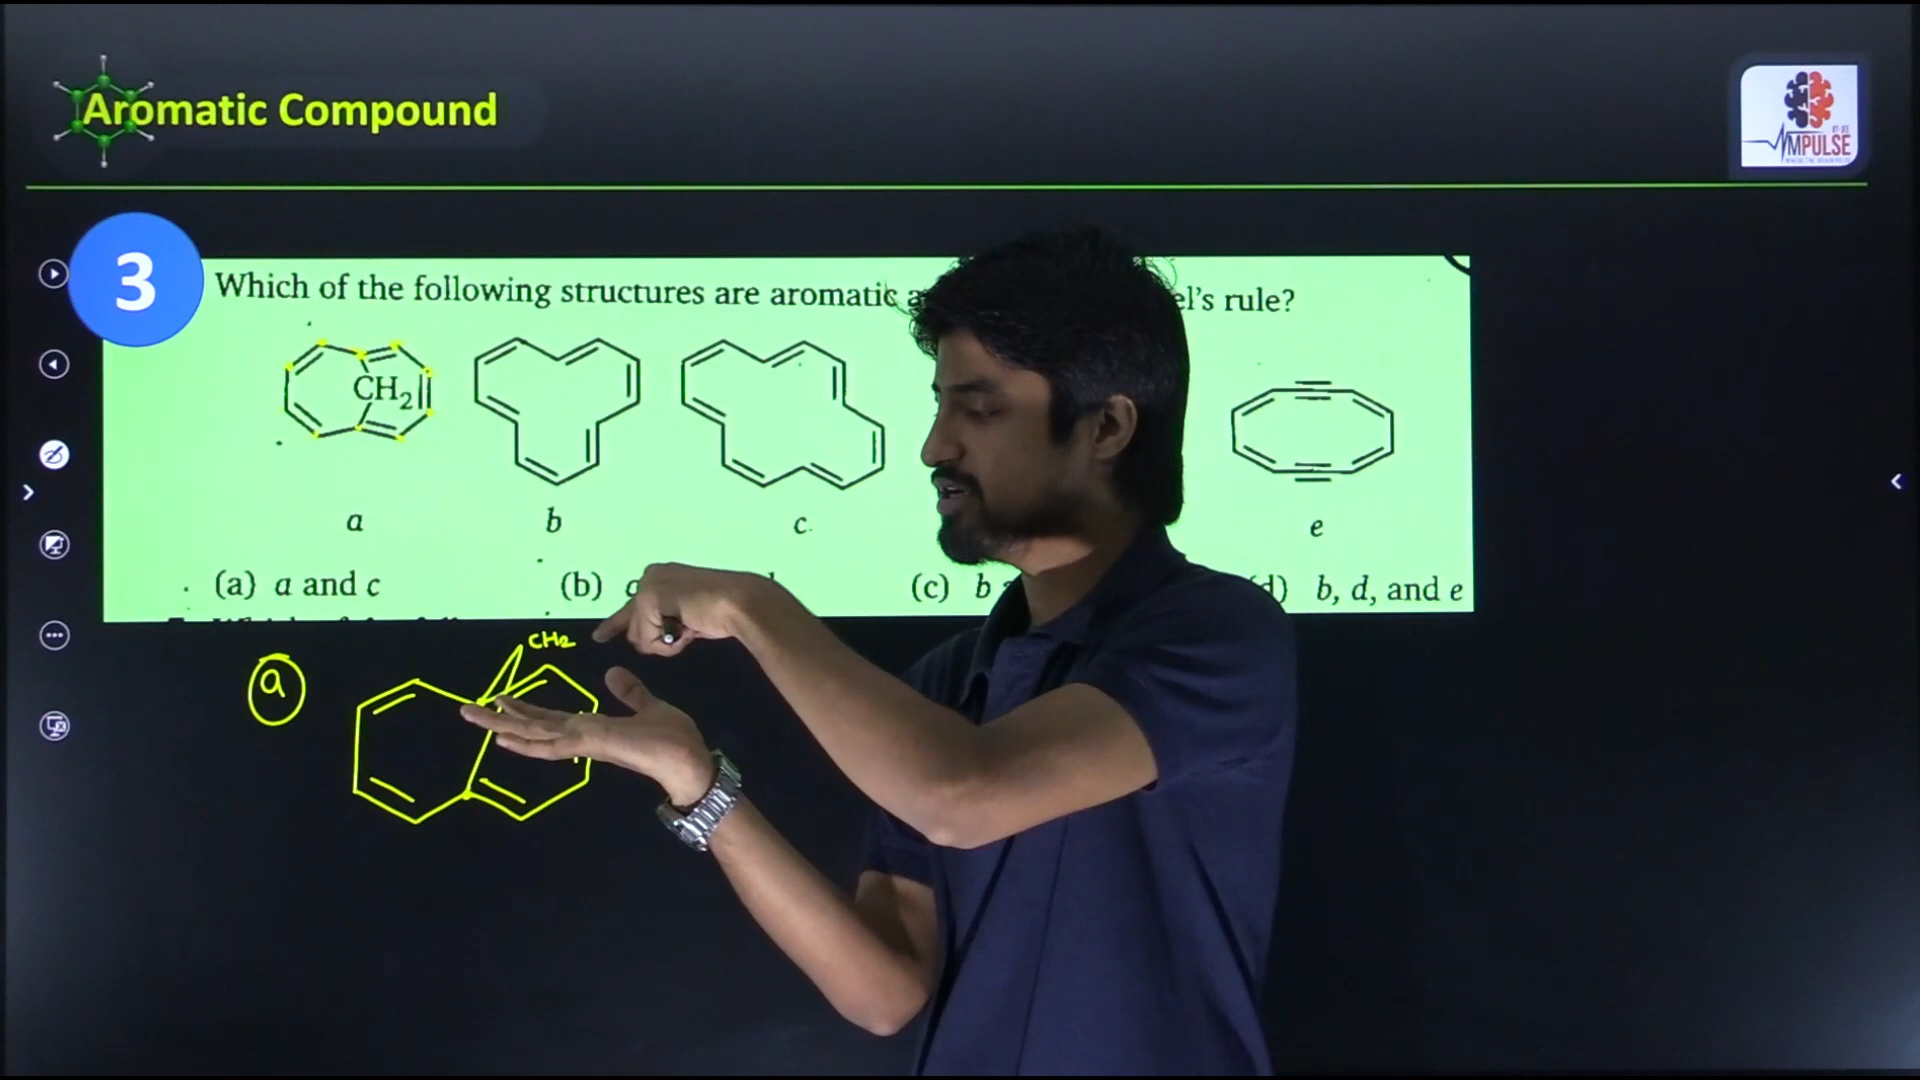 Aromatic Compound
MPULSE
3
Which of the following structures are aromatic a el's rule?
CH2
a
b
c.
e
(a) a and c
(b)
(c) b
d) b, d, and e
CH2
a